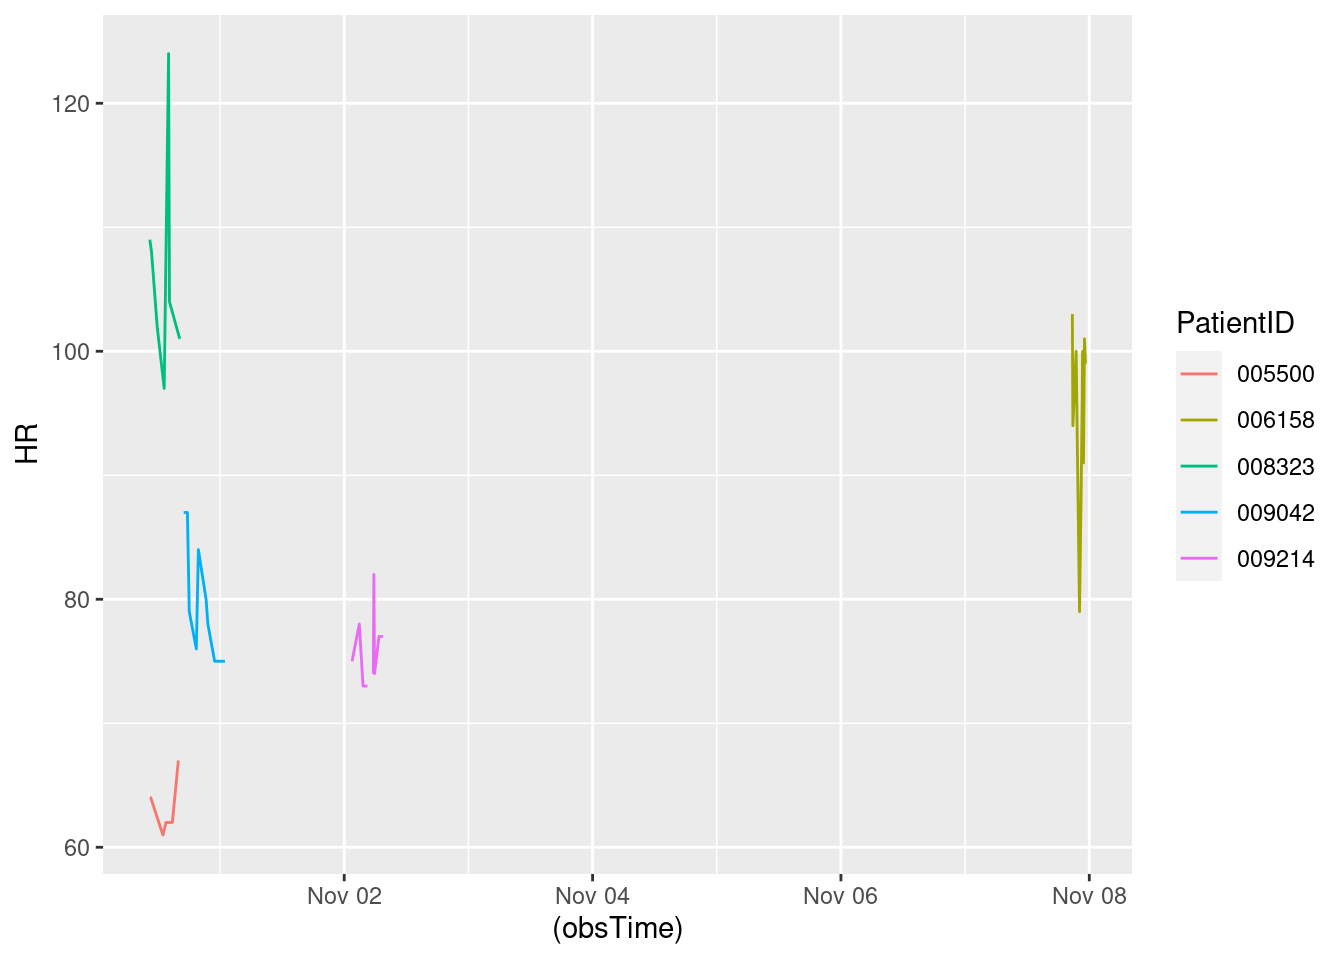 120
100
80
60
HR
Nov 02
Nov 04
Nov 06
Nov 08
(obsTime)
PatientID
005500
006158
008323
009042
009214